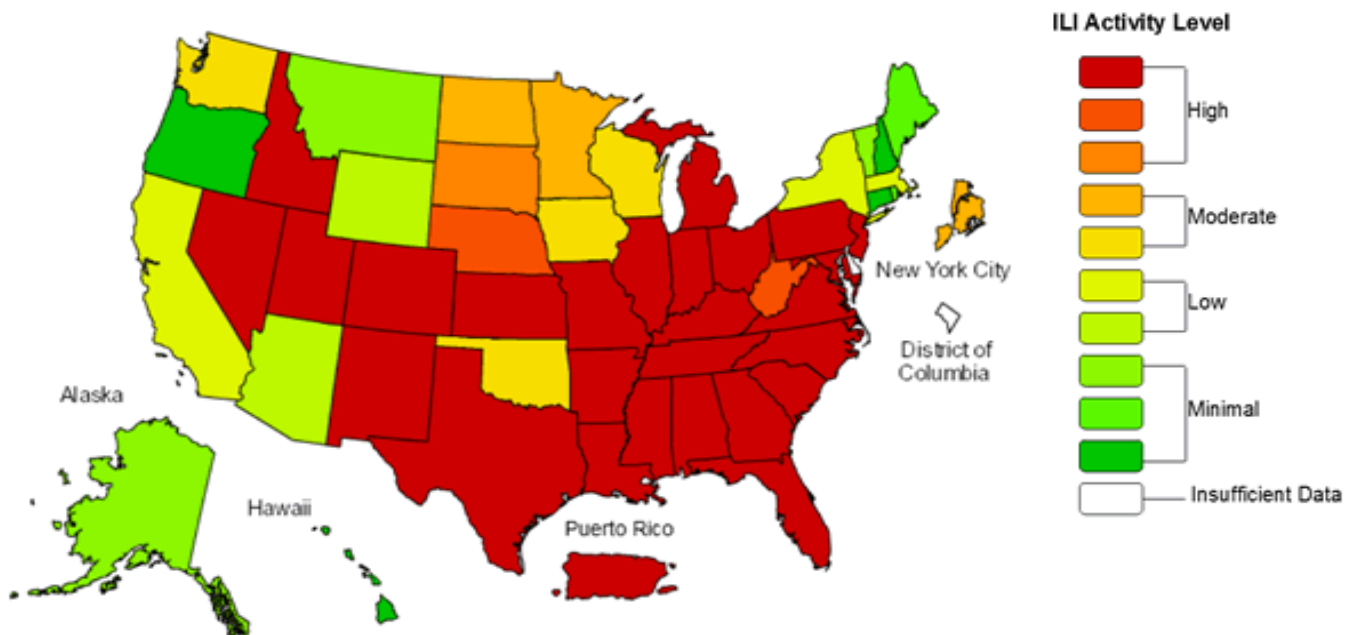 ILI Activity Level
High
Moderate
Low
Minimal
Insufficient Data
New York City
District of
Columbia
Alaska
Hawaii
Puerto Rico